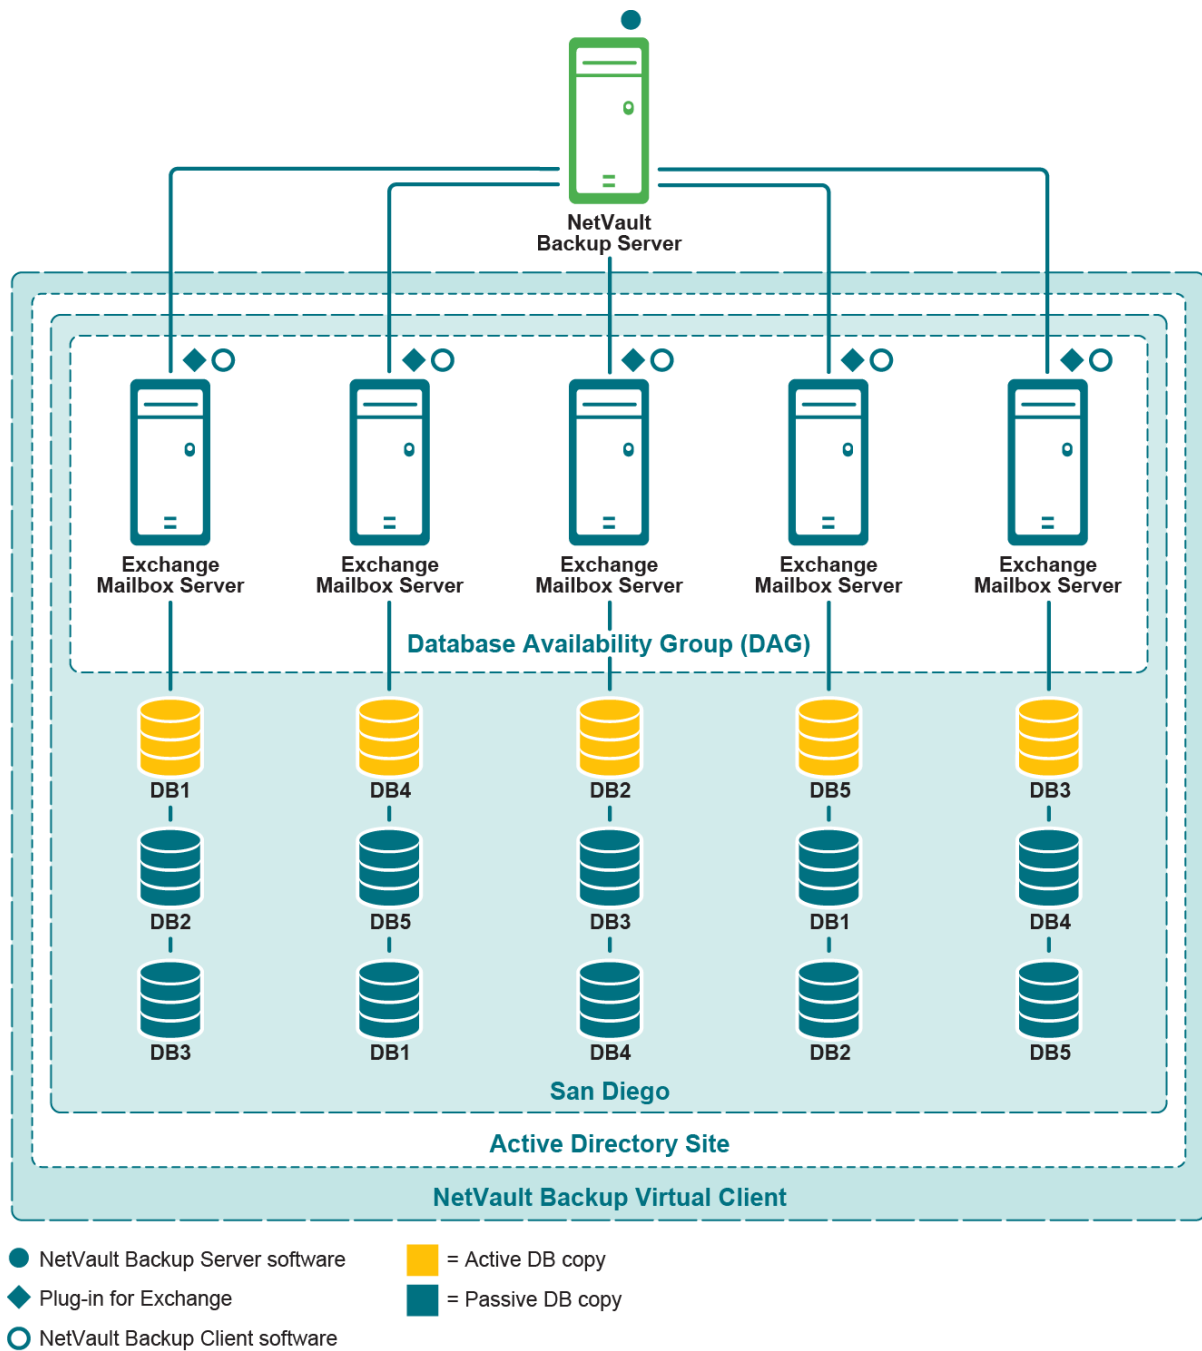 NetVault
Backup Server
Exchange
Mailbox Server
Exchange
Mailbox Server
Exchange
Mailbox Server
Exchange
Mailbox Server
Exchange
Mailbox Server
Database Availability Group (DAG)
DB1
DB4
DB2
DB5
DB3
DB2
DB5
DB3
DB1
DB4
DB3
DB1
DB4
DB2
DB5
San Diego
Active Directory Site
NetVault Backup Virtual Client
NetVault Backup Server software
= Active DB copy
Plug-in for Exchange
= Passive DB copy
NetVault Backup Client software